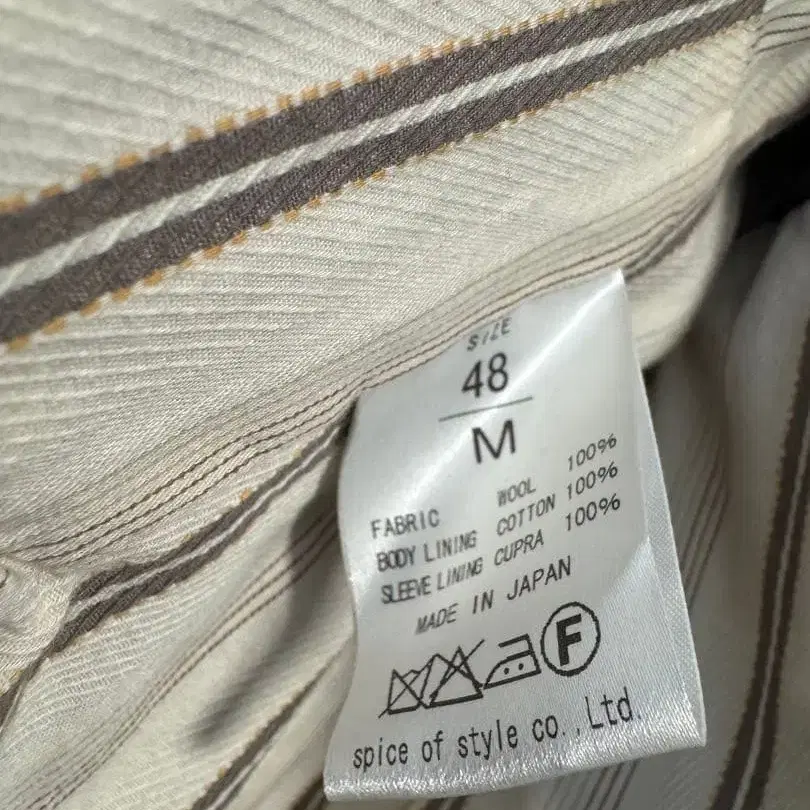 SIZE
48
M
FABRIC WOOL 100%
BODY LINING COTTON 100%
SLEEVE LINING CUPRA 100%
MADE IN JAPAN
F
spice of style co.,Ltd.